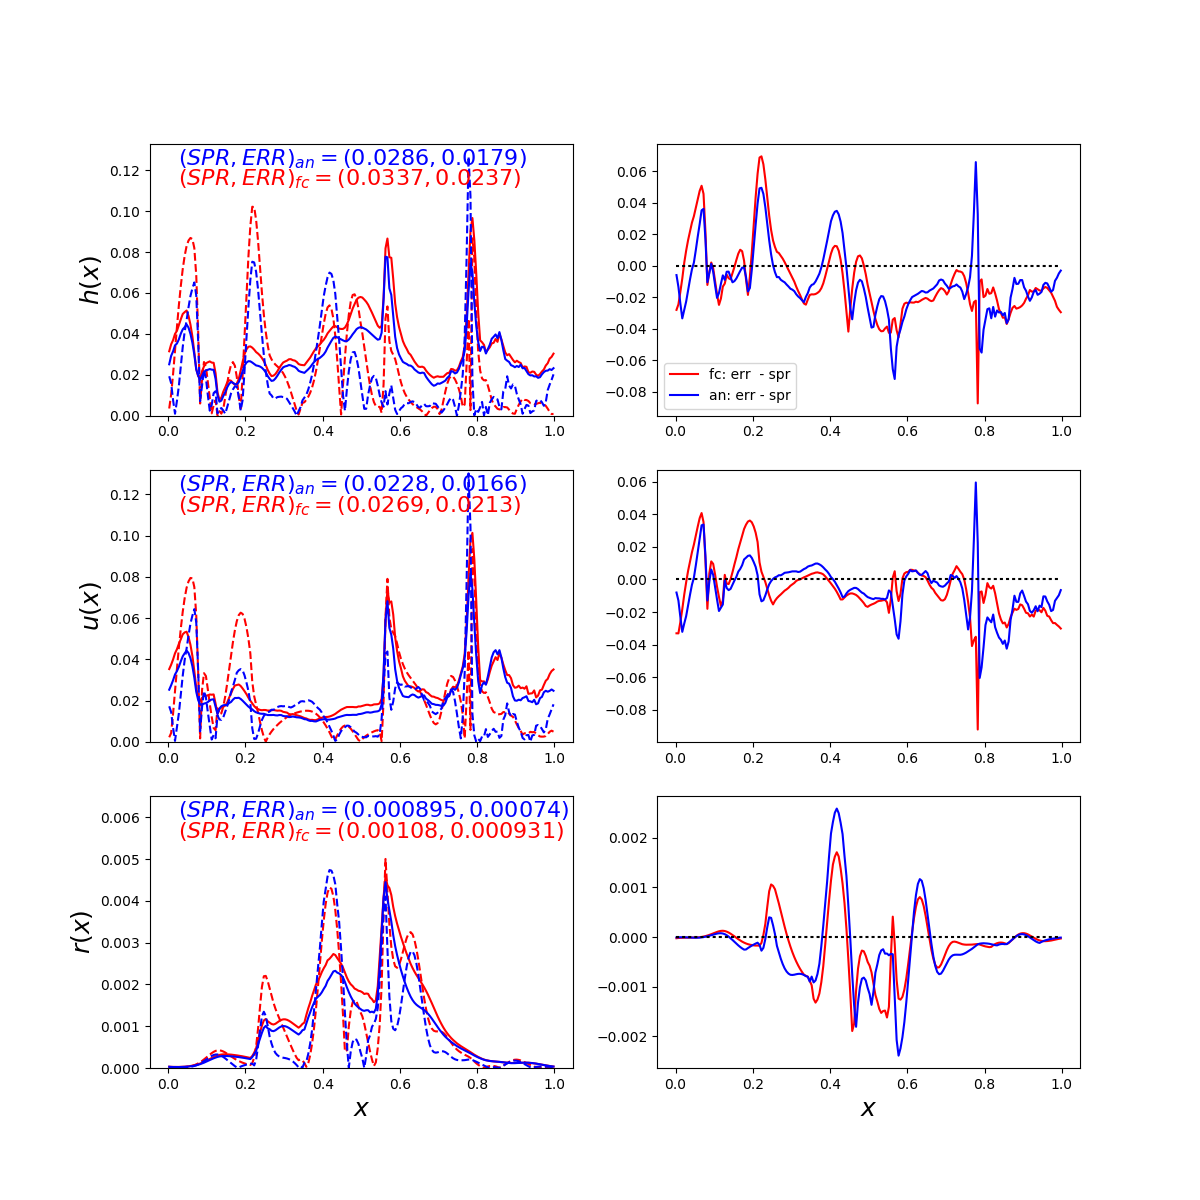 (SPR, ERR)an = (0.0286, 0.0179)
(SPR, ERR)fc = (0.0337, 0.0237)
h(x)
0.12
0.10
0.08
0.06
0.04
0.02
0.00
0.0 0.2 0.4 0.6 0.8 1.0
0.06
0.04
0.02
0.00
−0.02
−0.04
−0.06
−0.08
fc: err - spr
an: err - spr
0.0 0.2 0.4 0.6 0.8 1.0
(SPR, ERR)an = (0.0228, 0.0166)
(SPR, ERR)fc = (0.0269, 0.0213)
u(x)
0.12
0.10
0.08
0.06
0.04
0.02
0.00
0.0 0.2 0.4 0.6 0.8 1.0
0.06
0.04
0.02
0.00
−0.02
−0.04
−0.06
−0.08
0.0 0.2 0.4 0.6 0.8 1.0
(SPR, ERR)an = (0.000895, 0.00074)
(SPR, ERR)fc = (0.00108, 0.000931)
r(x)
0.006
0.005
0.004
0.003
0.002
0.001
0.000
0.0 0.2 0.4 0.6 0.8 1.0
x
0.002
0.001
0.000
−0.001
−0.002
0.0 0.2 0.4 0.6 0.8 1.0
x